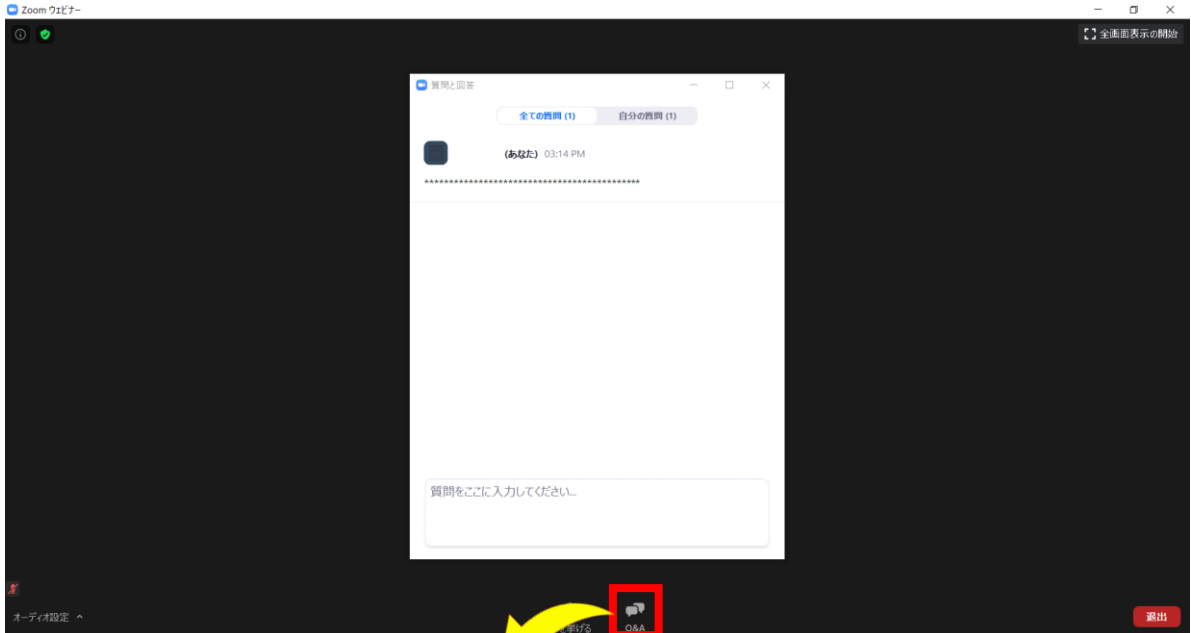 Zoom ウェビナー
全画面表示の開始
質問と回答
全ての質問 (1) 自分の質問 (1)
(あなた) 03:14 PM
********************************************
質問をここに入力してください...
オーディオ設定
を挙げる
Q&A
退出